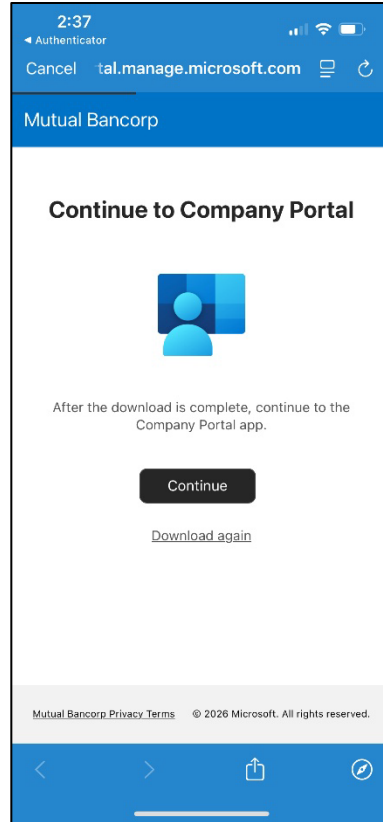 2:37
◀ Authenticator
Cancel tal.manage.microsoft.com
Mutual Bancorp
Continue to Company Portal
After the download is complete, continue to the
Company Portal app.
Continue
Download again
Mutual Bancorp Privacy Terms © 2026 Microsoft. All rights reserved.